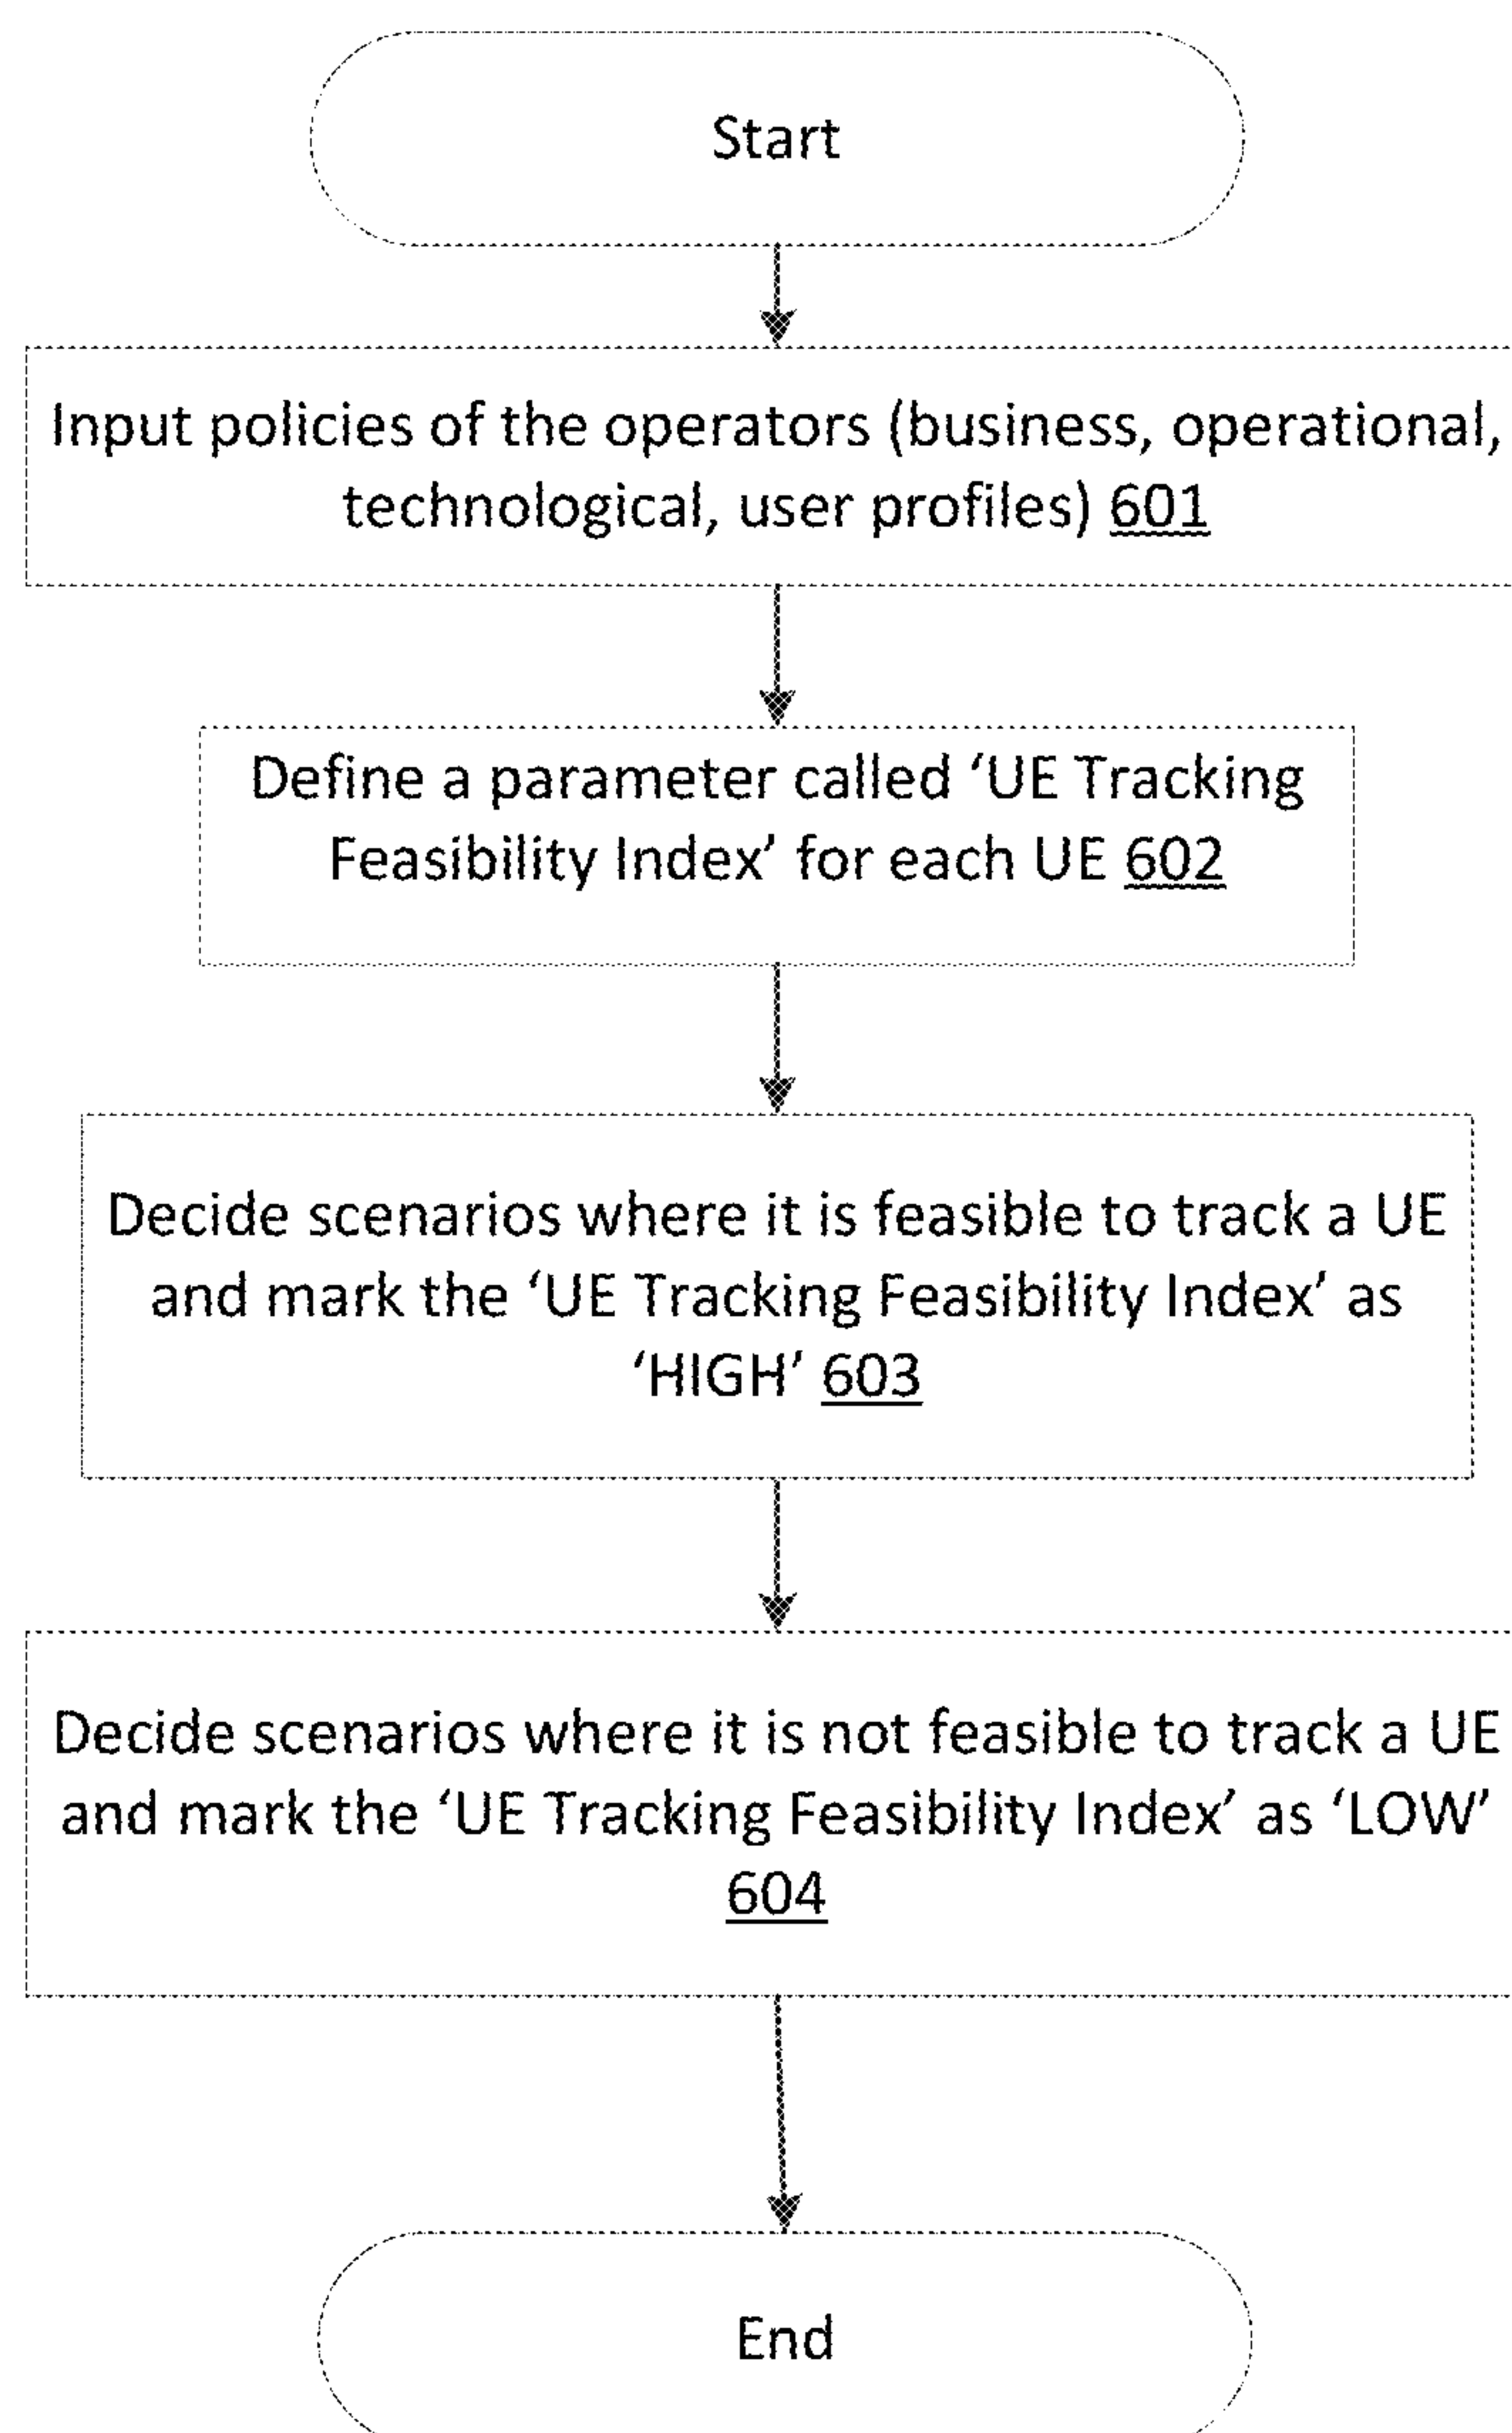 Start
Input policies of the operators (business, operational,
technological, user profiles) 601
Define a parameter called ‘UE Tracking
Feasibility Index’ for each UE 602
Decide scenarios where it is feasible to track a UE
and mark the ‘UE Tracking Feasibility Index’ as
‘HIGH’ 603
Decide scenarios where it is not feasible to track a UE
and mark the ‘UE Tracking Feasibility Index’ as ‘LOW’
604
End